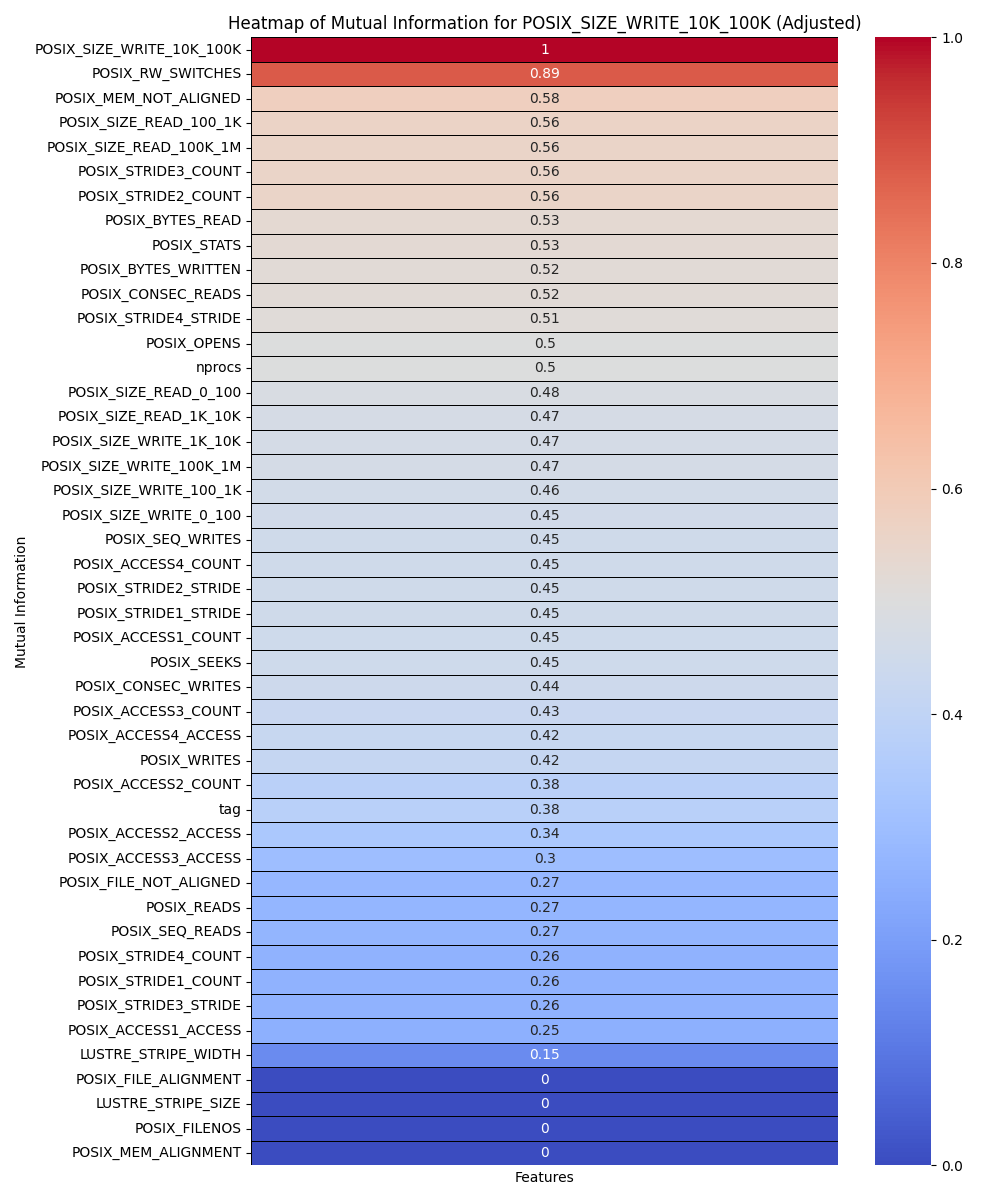 Heatmap of Mutual Information for POSIX_SIZE_WRITE_10K_100K (Adjusted)
POSIX_SIZE_WRITE_10K_100K 1
POSIX_RW_SWITCHES 0.89
POSIX_MEM_NOT_ALIGNED 0.58
POSIX_SIZE_READ_100_1K 0.56
POSIX_SIZE_READ_100K_1M 0.56
POSIX_STRIDE3_COUNT 0.56
POSIX_STRIDE2_COUNT 0.56
POSIX_BYTES_READ 0.53
POSIX_STATS 0.53
POSIX_BYTES_WRITTEN 0.52
POSIX_CONSEC_READS 0.52
POSIX_STRIDE4_STRIDE 0.51
POSIX_OPENS 0.5
nprocs 0.5
POSIX_SIZE_READ_0_100 0.48
POSIX_SIZE_READ_1K_10K 0.47
POSIX_SIZE_WRITE_1K_10K 0.47
POSIX_SIZE_WRITE_100K_1M 0.47
POSIX_SIZE_WRITE_100_1K 0.46
POSIX_SIZE_WRITE_0_100 0.45
POSIX_SEQ_WRITES 0.45
POSIX_ACCESS4_COUNT 0.45
POSIX_STRIDE2_STRIDE 0.45
POSIX_STRIDE1_STRIDE 0.45
POSIX_ACCESS1_COUNT 0.45
POSIX_SEEKS 0.45
POSIX_CONSEC_WRITES 0.44
POSIX_ACCESS3_COUNT 0.43
POSIX_ACCESS4_ACCESS 0.42
POSIX_WRITES 0.42
POSIX_ACCESS2_COUNT 0.38
tag 0.38
POSIX_ACCESS2_ACCESS 0.34
POSIX_ACCESS3_ACCESS 0.3
POSIX_FILE_NOT_ALIGNED 0.27
POSIX_READS 0.27
POSIX_SEQ_READS 0.27
POSIX_STRIDE4_COUNT 0.26
POSIX_STRIDE1_COUNT 0.26
POSIX_STRIDE3_STRIDE 0.26
POSIX_ACCESS1_ACCESS 0.25
LUSTRE_STRIPE_WIDTH 0.15
POSIX_FILE_ALIGNMENT 0
LUSTRE_STRIPE_SIZE 0
POSIX_FILENOS 0
POSIX_MEM_ALIGNMENT 0
Mutual Information
Features
1.0
0.8
0.6
0.4
0.2
0.0